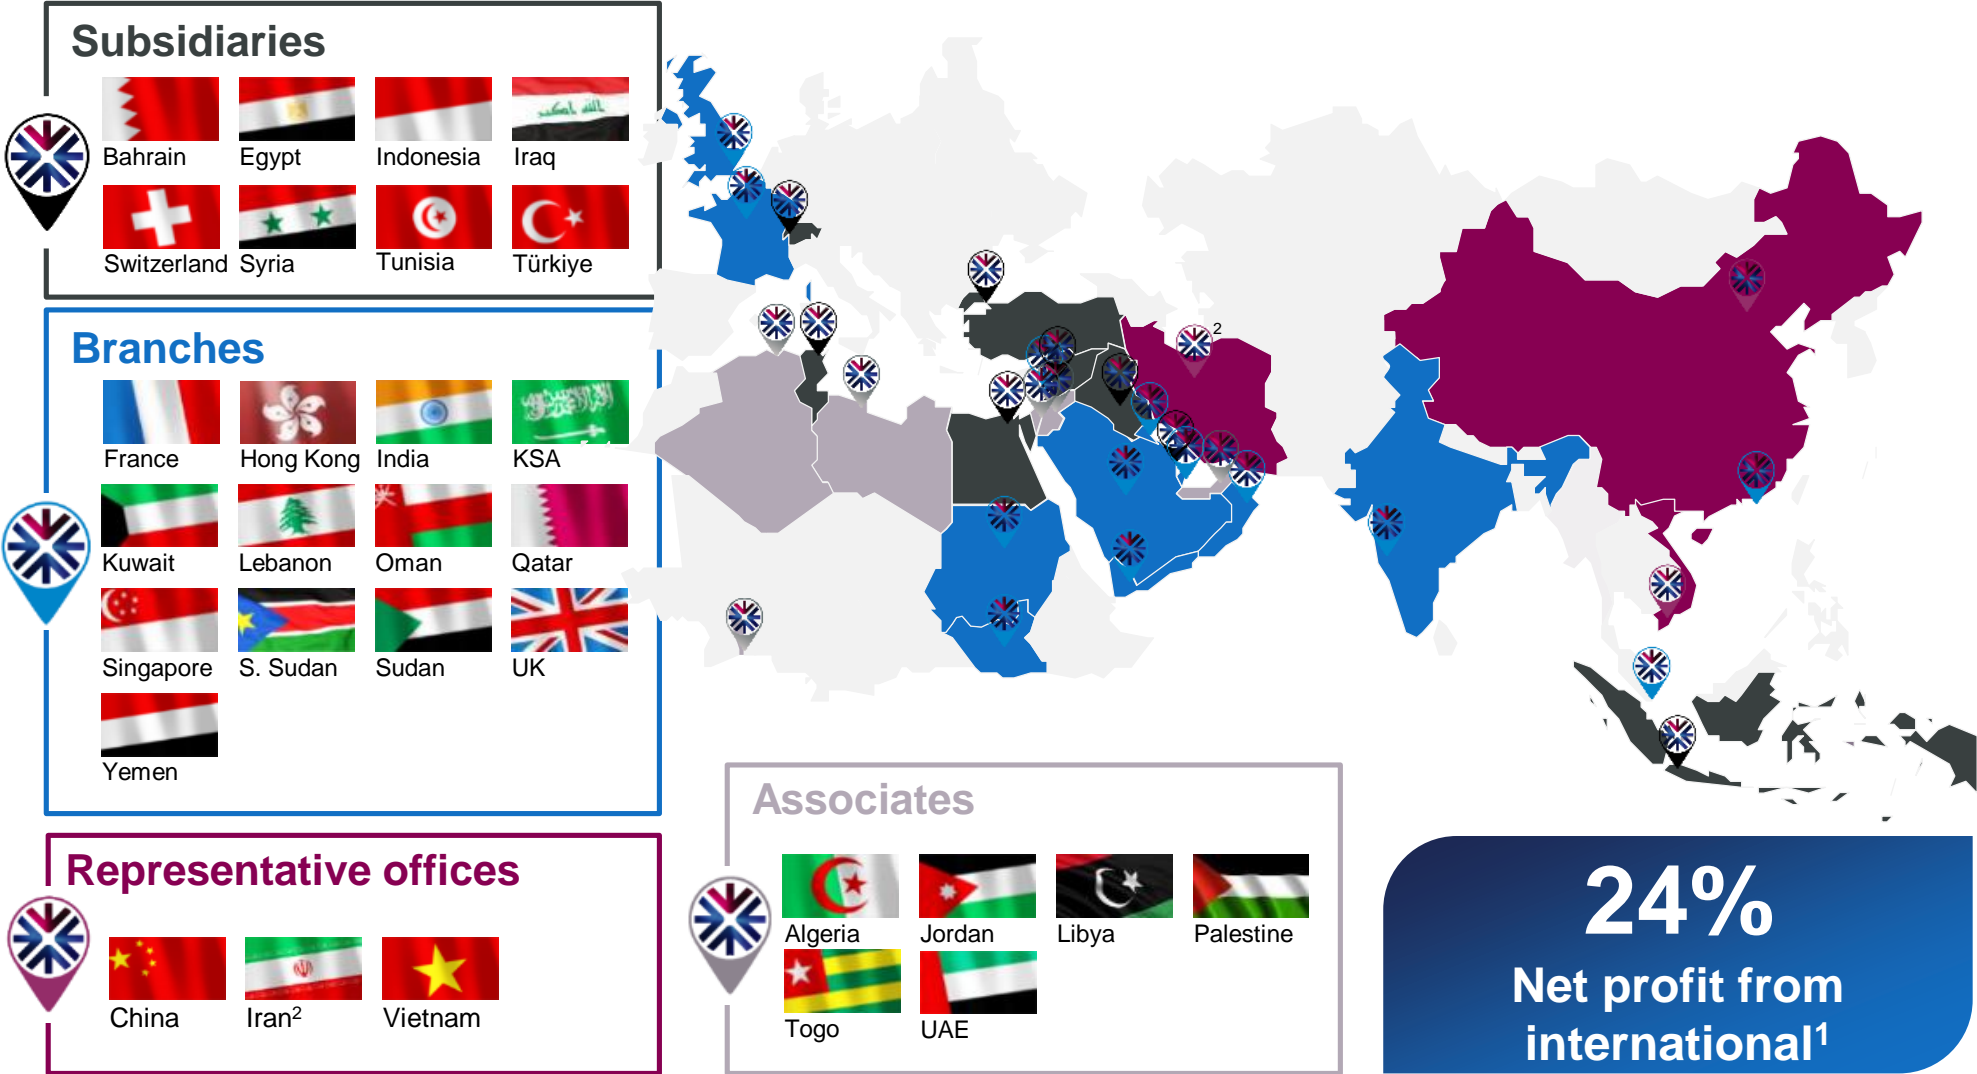 Subsidiaries
Bahrain Egypt Indonesia Iraq
Switzerland Syria Tunisia Türkiye
Branches
France Hong Kong India KSA
Kuwait Lebanon Oman Qatar
Singapore S. Sudan Sudan UK
Yemen
Representative offices
China Iran2 Vietnam
2
Associates
Algeria Jordan Libya Palestine
Togo UAE
24%
Net profit from
international1